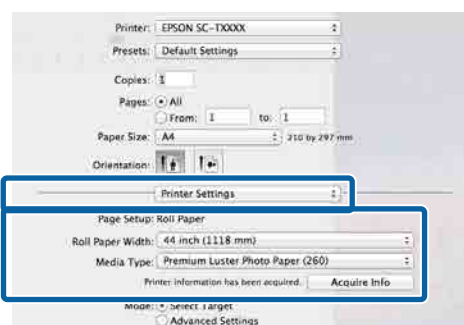 Printer: EPSON SC-TXXXX
Presets: Default Settings
Copies: 1
Pages: All
From: 1 to: 1
Paper Size: A4 210 by 297 mm
Orientation:
Printer Settings
Page Setup: Roll Paper
Roll Paper Width: 44 inch (1118 mm)
Media Type: Premium Luster Photo Paper (260)
Printer information has been acquired. Acquire Info
Mode: Select Target
Advanced Settings